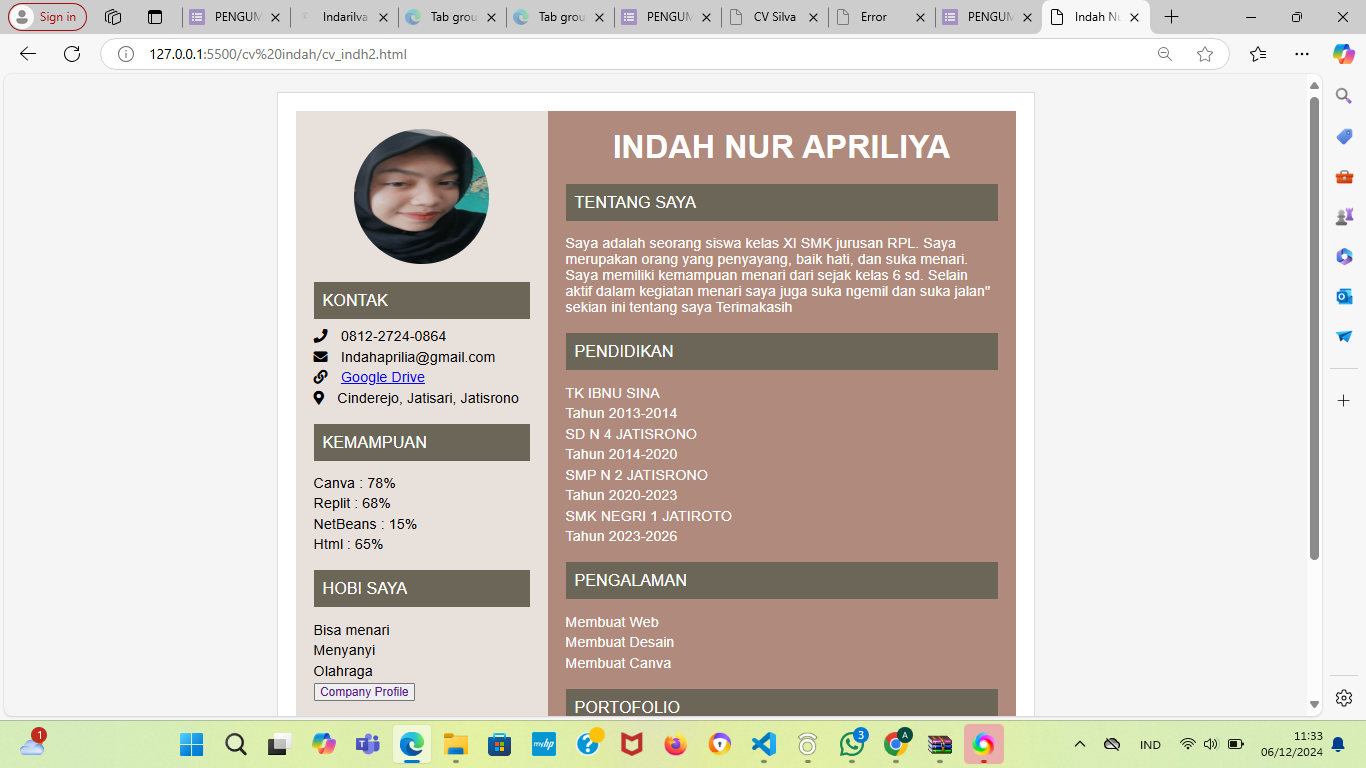 Sign in
PENGUM
Indarilva
Tab grou
Tab grou
PENGUM
CV Silva
Error
PENGUM
Indah Nu
127.0.0.1:5500/cv%20indah/cv_indh2.html
INDAH NUR APRILIYA
TENTANG SAYA
Saya adalah seorang siswa kelas XI SMK jurusan RPL. Saya
merupakan orang yang penyayang, baik hati, dan suka menari.
Saya memiliki kemampuan menari dari sejak kelas 6 sd. Selain
aktif dalam kegiatan menari saya juga suka ngemil dan suka jalan"
sekian ini tentang saya Terimakasih
KONTAK
0812-2724-0864
Indahaprilia@gmail.com
Google Drive
Cinderejo, Jatisari, Jatisrono
KEMAMPUAN
Canva : 78%
Replit : 68%
NetBeans : 15%
Html : 65%
HOBI SAYA
Bisa menari
Menyanyi
Olahraga
Company Profile
PENDIDIKAN
TK IBNU SINA
Tahun 2013-2014
SD N 4 JATISRONO
Tahun 2014-2020
SMP N 2 JATISRONO
Tahun 2020-2023
SMK NEGRI 1 JATIROTO
Tahun 2023-2026
PENGALAMAN
Membuat Web
Membuat Desain
Membuat Canva
PORTOFOLIO
1
myhp
3
A
IND
11:33
06/12/2024